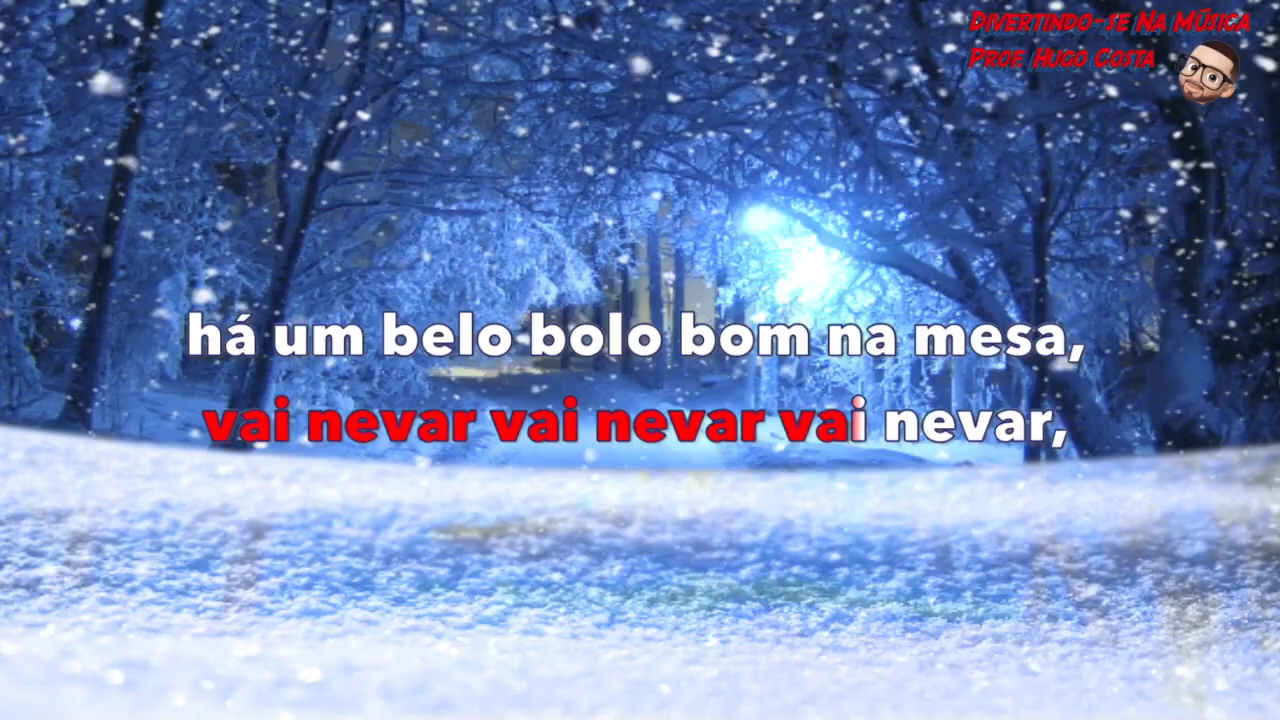 Divertindo-se Na Música
Prof Hugo Costa
há um belo bolo bom na mesa,
vai nevar vai nevar vai nevar,